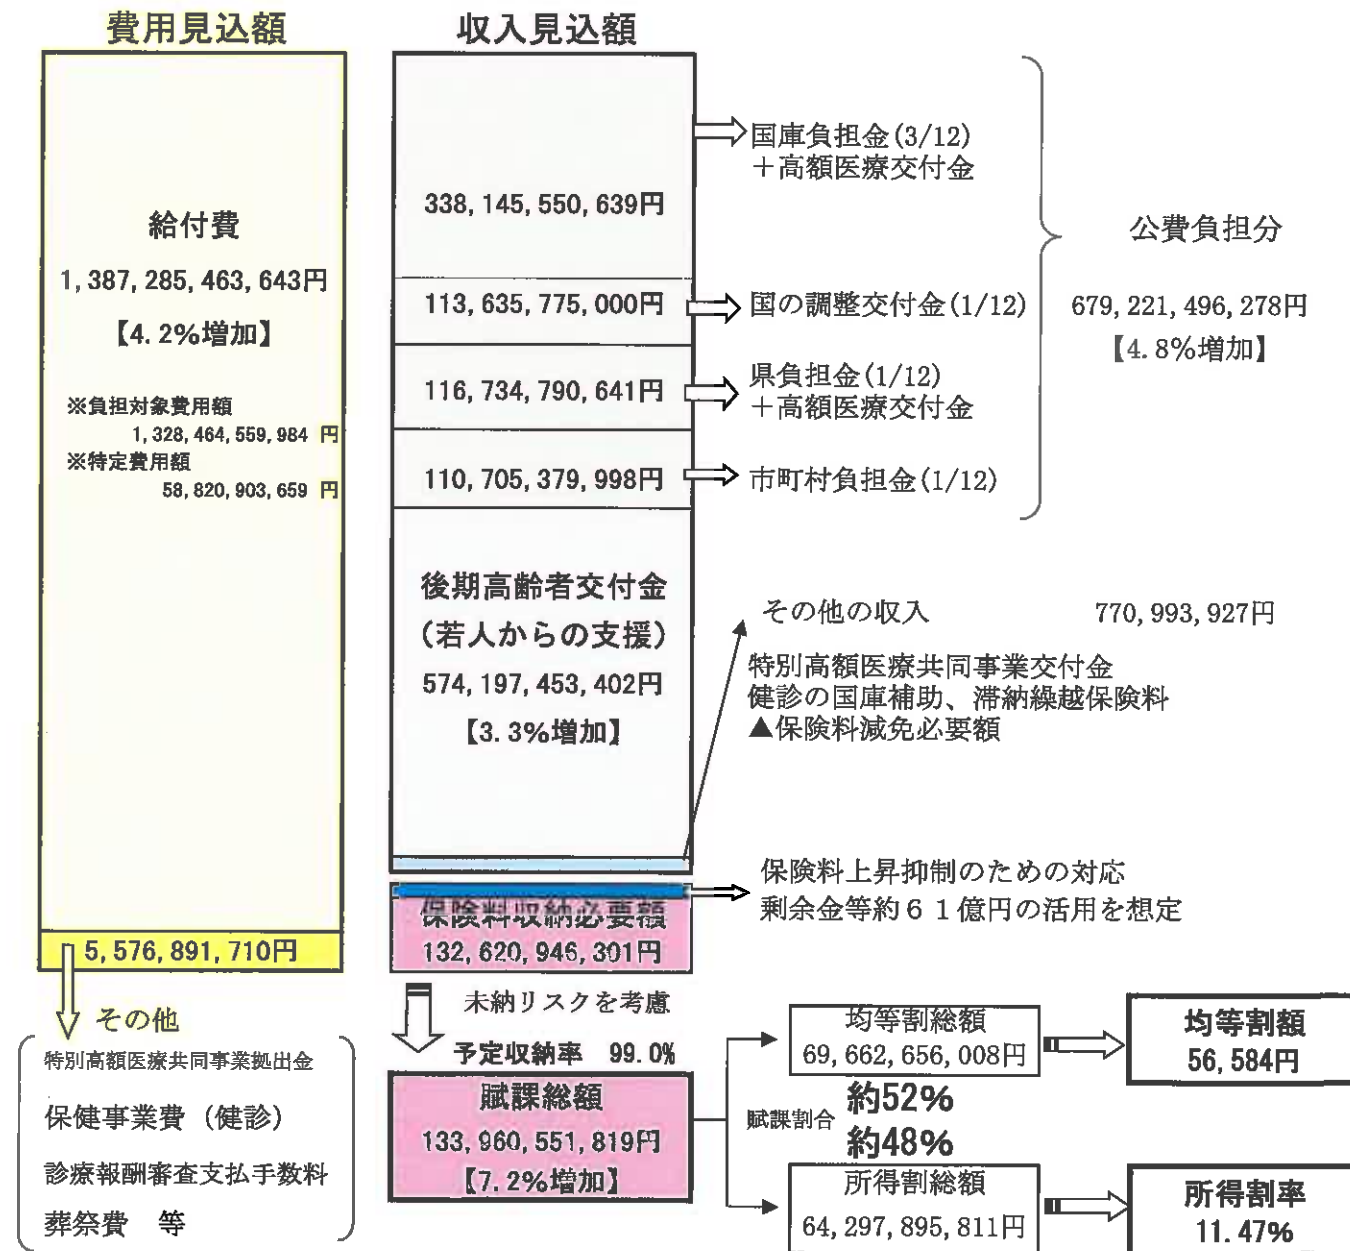 費用見込額
給付費
1,387,285,463,643円
【4.2%増加】
※負担対象費用額
1,328,464,559,984 円
※特定費用額
58,820,903,659 円
5,576,891,710円
その他
特別高額医療共同事業拠出金
保健事業費（健診）
診療報酬審査支払手数料
葬祭費　等
収入見込額
338,145,550,639円
113,635,775,000円
116,734,790,641円
110,705,379,998円
後期高齢者交付金
（若人からの支援）
574,197,453,402円
【3.3%増加】
保険料収納必要額
132,620,946,301円
未納リスクを考慮
予定収納率　99.0%
賦課総額
133,960,551,819円
【7.2%増加】
国庫負担金(3/12)
＋高額医療交付金
国の調整交付金(1/12)
県負担金(1/12)
＋高額医療交付金
市町村負担金(1/12)
公費負担分
679,221,496,278円
【4.8%増加】
その他の収入　770,993,927円
特別高額医療共同事業交付金
健診の国庫補助、滞納繰越保険料
▲保険料減免必要額
保険料上昇抑制のための対応
剰余金等約６１億円の活用を想定
均等割総額
69,662,656,008円
約52%
賦課割合
約48%
所得割総額
64,297,895,811円
均等割額
56,584円
所得割率
11.47%